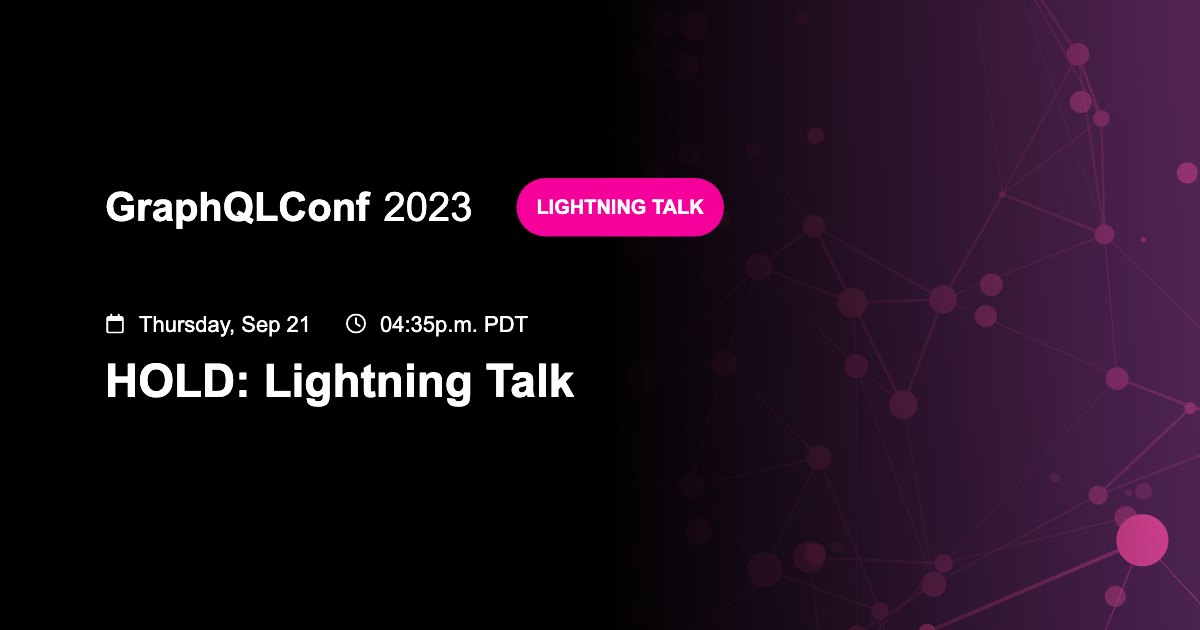 GraphQLConf 2023 LIGHTNING TALK
Thursday, Sep 21 04:35p.m. PDT
HOLD: Lightning Talk